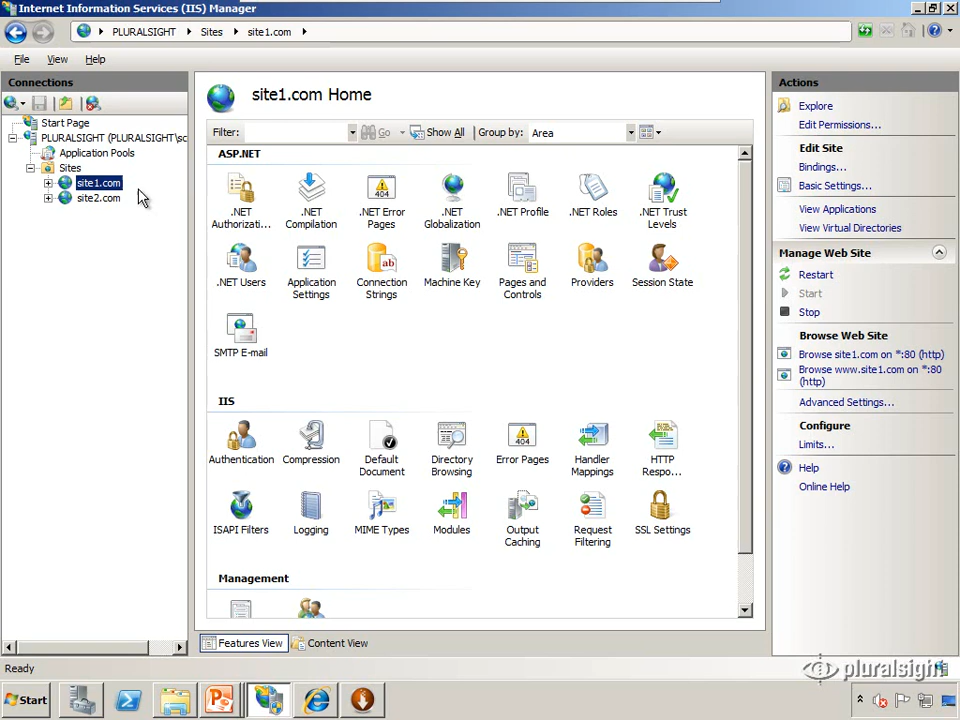 Internet Information Services (IIS) Manager
PLURALSIGHT
Sites
site1.com
File
View
Help
Connections
Start Page
PLURALSIGHT (PLURALSIGHT\sc
Application Pools
Sites
site1.com
site2.com
site1.com Home
Filter:
Go
Show All
Group by:
Area
ASP.NET
.NET Authorizati...
.NET Compilation
.NET Error Pages
.NET Globalization
.NET Profile
.NET Roles
.NET Trust Levels
.NET Users
Application Settings
Connection Strings
Machine Key
Pages and Controls
Providers
Session State
SMTP E-mail
IIS
Authentication
Compression
Default Document
Directory Browsing
Error Pages
Handler Mappings
HTTP Respo...
ISAPI Filters
Logging
MIME Types
Modules
Output Caching
Request Filtering
SSL Settings
Management
Features View
Content View
Actions
Explore
Edit Permissions...
Edit Site
Bindings...
Basic Settings...
View Applications
View Virtual Directories
Manage Web Site
Restart
Start
Stop
Browse Web Site
Browse site1.com on *:80 (http)
Browse www.site1.com on *:80
(http)
Advanced Settings...
Configure
Limits...
Help
Online Help
Ready
pluralsight
Start